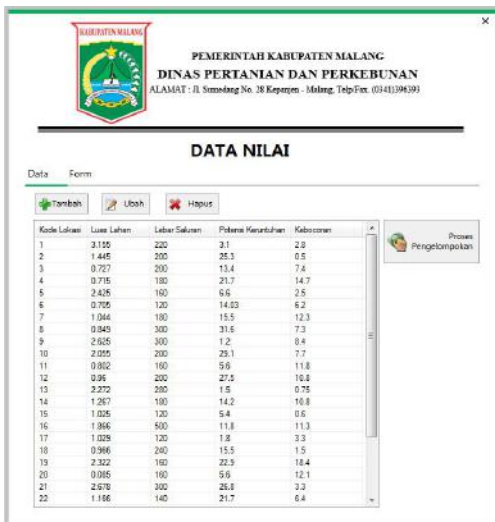 KABUPATEN MALANG
PEMERINTAH KABUPATEN MALANG
DINAS PERTANIAN DAN PERKEBUNAN
ALAMAT : Jl. Sumedang No. 28 Kepanjen - Malang, Telp/Fax. (0341)396393
DATA NILAI
Data Form
Tambah Ubah Hapus
Proses
Pengelompokan
Kode Lokasi Luas Lahan Lebar Saluran Potensi Keruntuhan Kebocoran
1 3.155 220 3.1 2.8
2 1.445 200 25.3 0.5
3 0.727 200 13.4 7.4
4 0.715 180 21.7 14.7
5 2.425 160 6.6 2.5
6 0.705 120 14.03 6.2
7 1.044 180 15.5 12.3
8 0.849 300 31.6 7.3
9 2.625 300 1.2 8.4
10 2.055 200 29.1 7.7
11 0.802 160 5.6 11.8
12 0.96 200 27.5 10.8
13 2.272 280 1.5 0.75
14 1.267 180 14.2 10.8
15 1.025 120 5.4 0.6
16 1.866 500 11.8 11.3
17 1.029 120 1.8 3.3
18 0.966 240 15.5 1.5
19 2.322 160 22.9 18.4
20 0.085 160 5.6 12.1
21 2.678 300 26.8 3.3
22 1.166 140 21.7 6.4